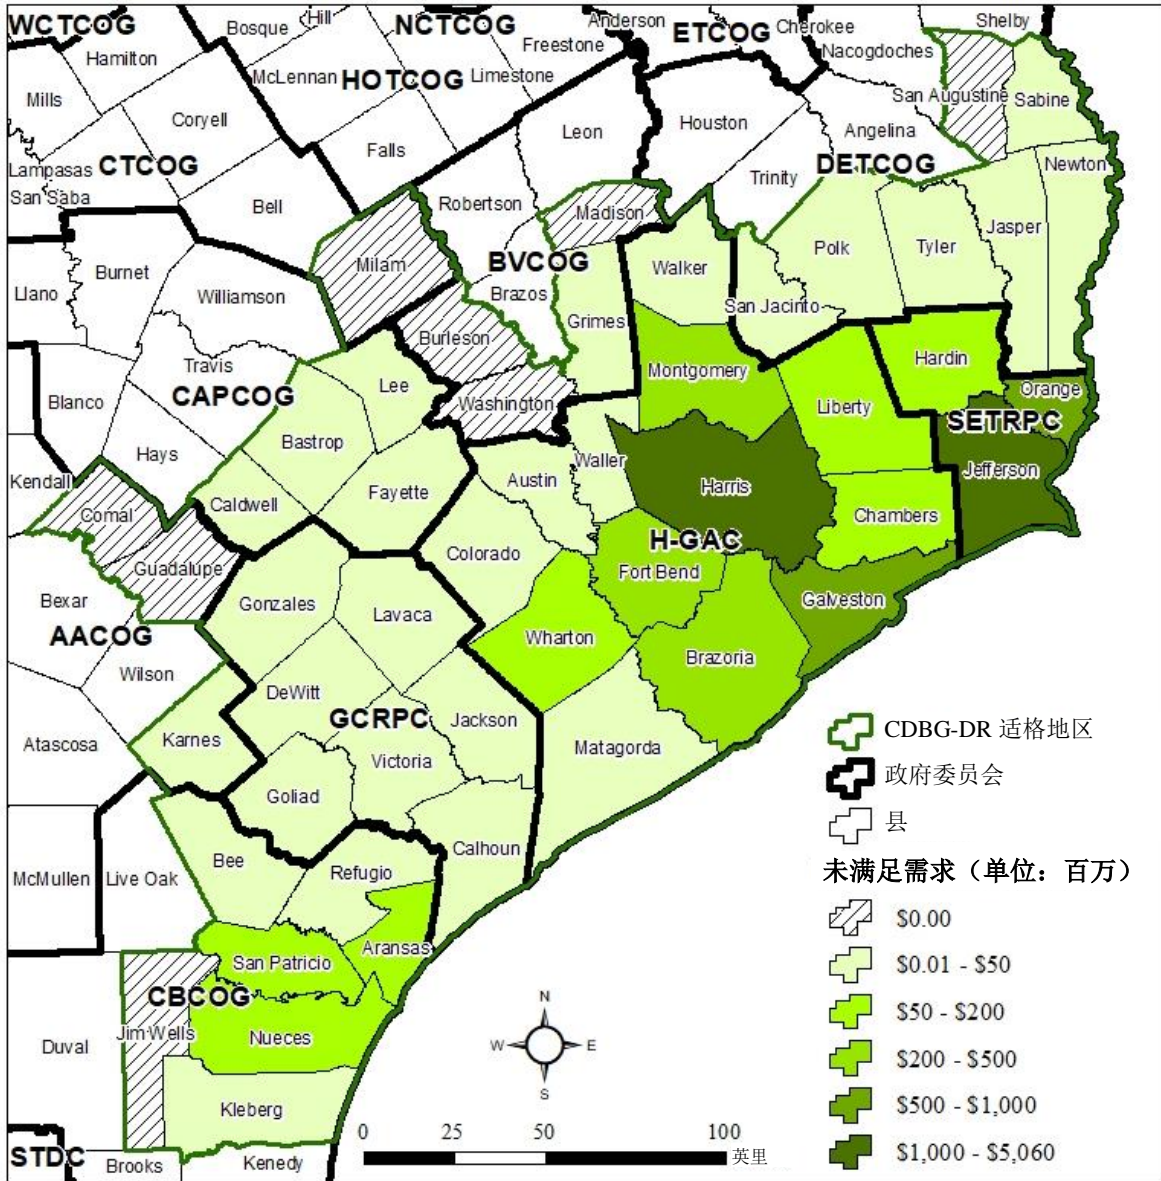 WCTCOG
Hill
Bosque
NCTCOG
Anderson
ETCOG
Cherokee
Shelby
Hamilton
Freestone
Nacogdoches
McLennan
HOTCOG
Limestone
Mills
San Augustine
Sabine
Coryell
Leon
Houston
Angelina
Falls
CTCOG
Lampasas
DETCOG
Newton
Trinity
San Saba
Bell
Robertson
Madison
Jasper
Polk
Tyler
Milam
BVCOG
Walker
Burnet
Llano
Williamson
Brazos
San Jacinto
Grimes
Burleson
Travis
Hardin
Montgomery
Lee
Orange
CAPCOG
Blanco
Washington
Liberty
SETRPC
Bastrop
Hays
Waller
Jefferson
Kendall
Austin
Harris
Fayette
Caldwell
Comal
Chambers
H-GAC
Colorado
Guadalupe
Fort Bend
Bexar
Gonzales
Lavaca
Galveston
AACOG
Wharton
Brazoria
Wilson
DeWitt
GCRPC
Jackson
Karnes
Atascosa
Matagorda
Victoria
Goliad
Calhoun
Bee
Refugio
McMullen
Live Oak
Aransas
San Patricio
CBCOG
Jim Wells
Nueces
Duval
Kleberg
STDC
Brooks
Kenedy
N
W
E
S
0 25 50 100
英里
CDBG-DR 适格地区
政府委员会
县
未满足需求（单位：百万）
$0.00
$0.01 - $50
$50 - $200
$200 - $500
$500 - $1,000
$1,000 - $5,060